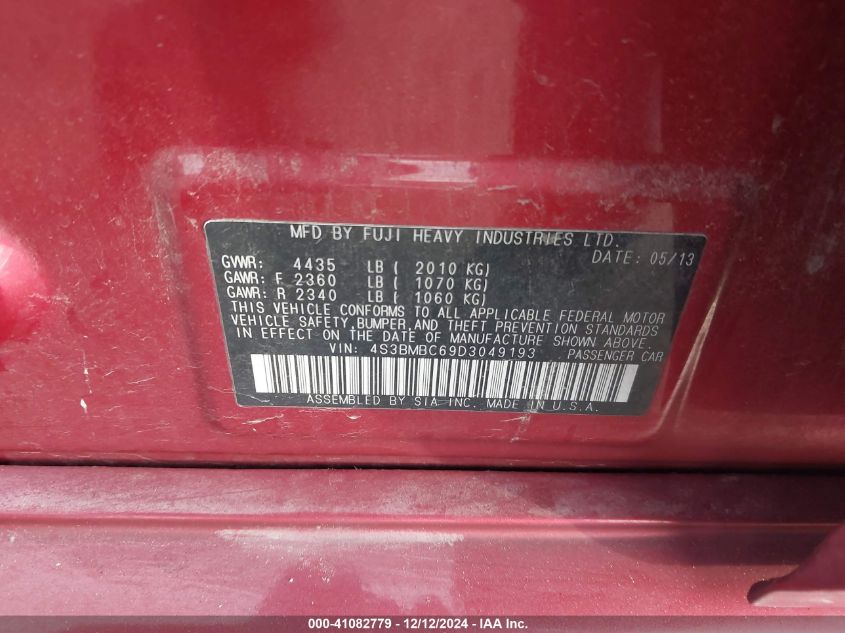 MFD BY FUJI HEAVY INDUSTRIES LTD.
DATE: 05/13
GVWR: 4435 LB ( 2010 KG)
GAWR: F 2360 LB ( 1070 KG)
GAWR: R 2340 LB ( 1060 KG)
THIS VEHICLE CONFORMS TO ALL APPLICABLE FEDERAL MOTOR
VEHICLE SAFETY, BUMPER, AND THEFT PREVENTION STANDARDS
IN EFFECT ON THE DATE OF MANUFACTURE SHOWN ABOVE.
VIN: 4S3BMBC69D3049193 PASSENGER CAR
ASSEMBLED BY SIA INC. MADE IN U.S.A.
000-41082779 - 12/12/2024 - IAA Inc.